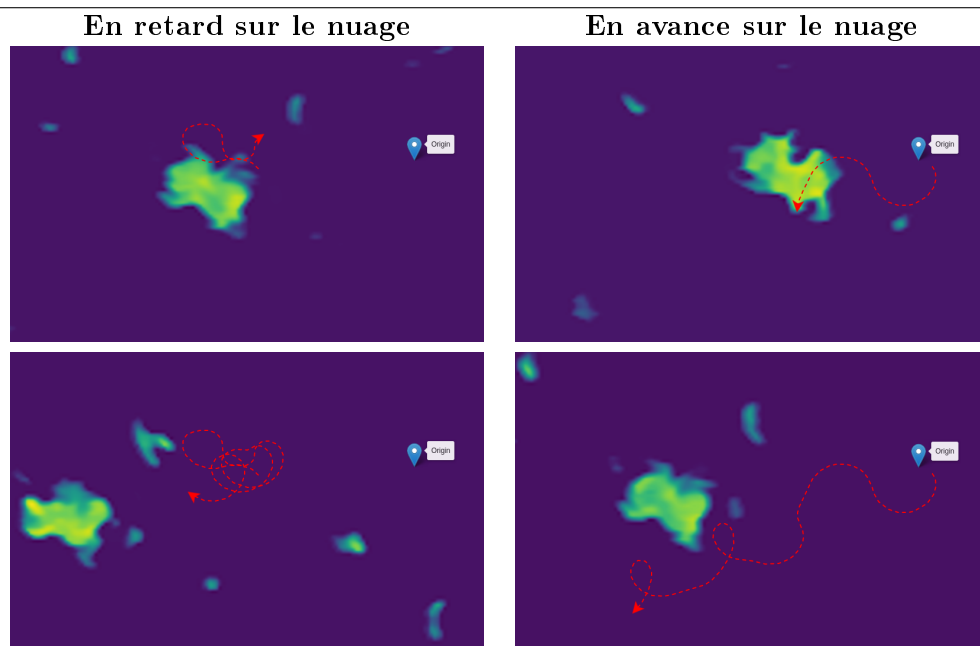 En retard sur le nuage
En avance sur le nuage
Origin
Origin
Origin
Origin